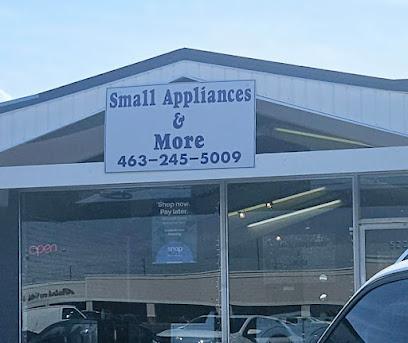 Small Appliances
&
More
463-245-5009
Shop now.
Pay later.
snap
open